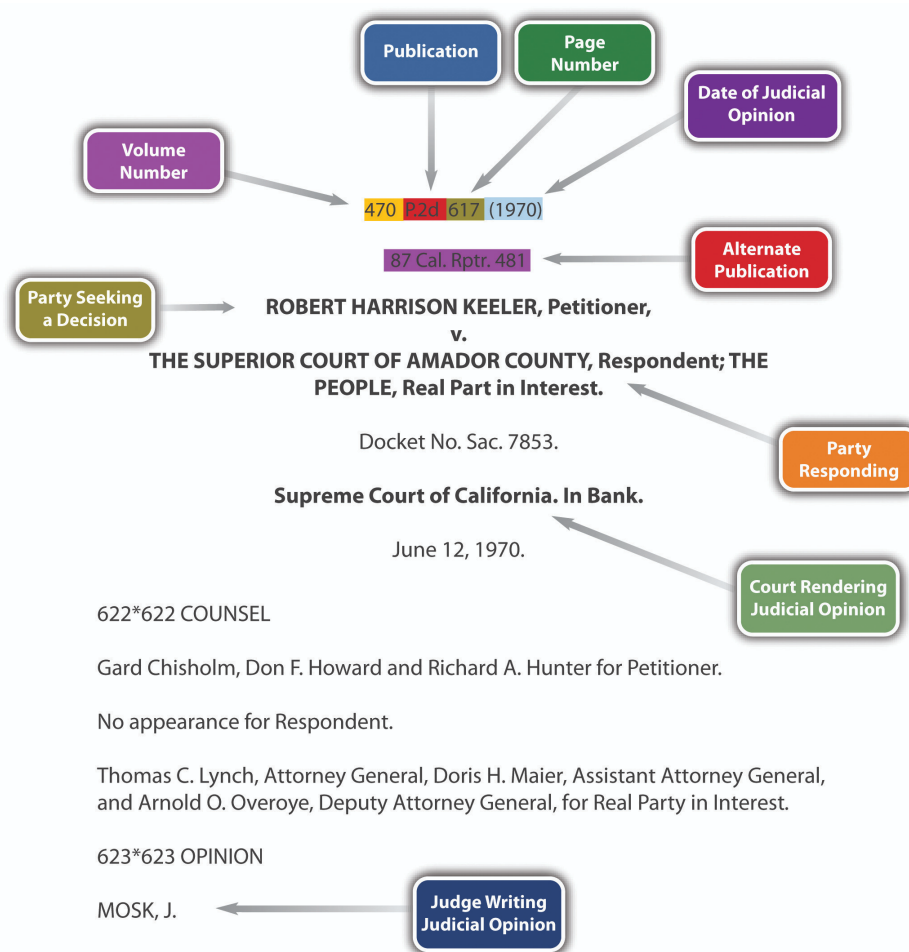 Publication
Page
Number
Date of Judicial
Opinion
Volume
Number
470 P.2d 617 (1970)
87 Cal. Rptr. 481
Alternate
Publication
Party Seeking
a Decision
ROBERT HARRISON KEELER, Petitioner,
v.
THE SUPERIOR COURT OF AMADOR COUNTY, Respondent; THE
PEOPLE, Real Part in Interest.
Party
Responding
Docket No. Sac. 7853.
Supreme Court of California. In Bank.
June 12, 1970.
Court Rendering
Judicial Opinion
622*622 COUNSEL
Gard Chisholm, Don F. Howard and Richard A. Hunter for Petitioner.
No appearance for Respondent.
Thomas C. Lynch, Attorney General, Doris H. Maier, Assistant Attorney General,
and Arnold O. Overoye, Deputy Attorney General, for Real Party in Interest.
623*623 OPINION
MOSK, J.
Judge Writing
Judicial Opinion